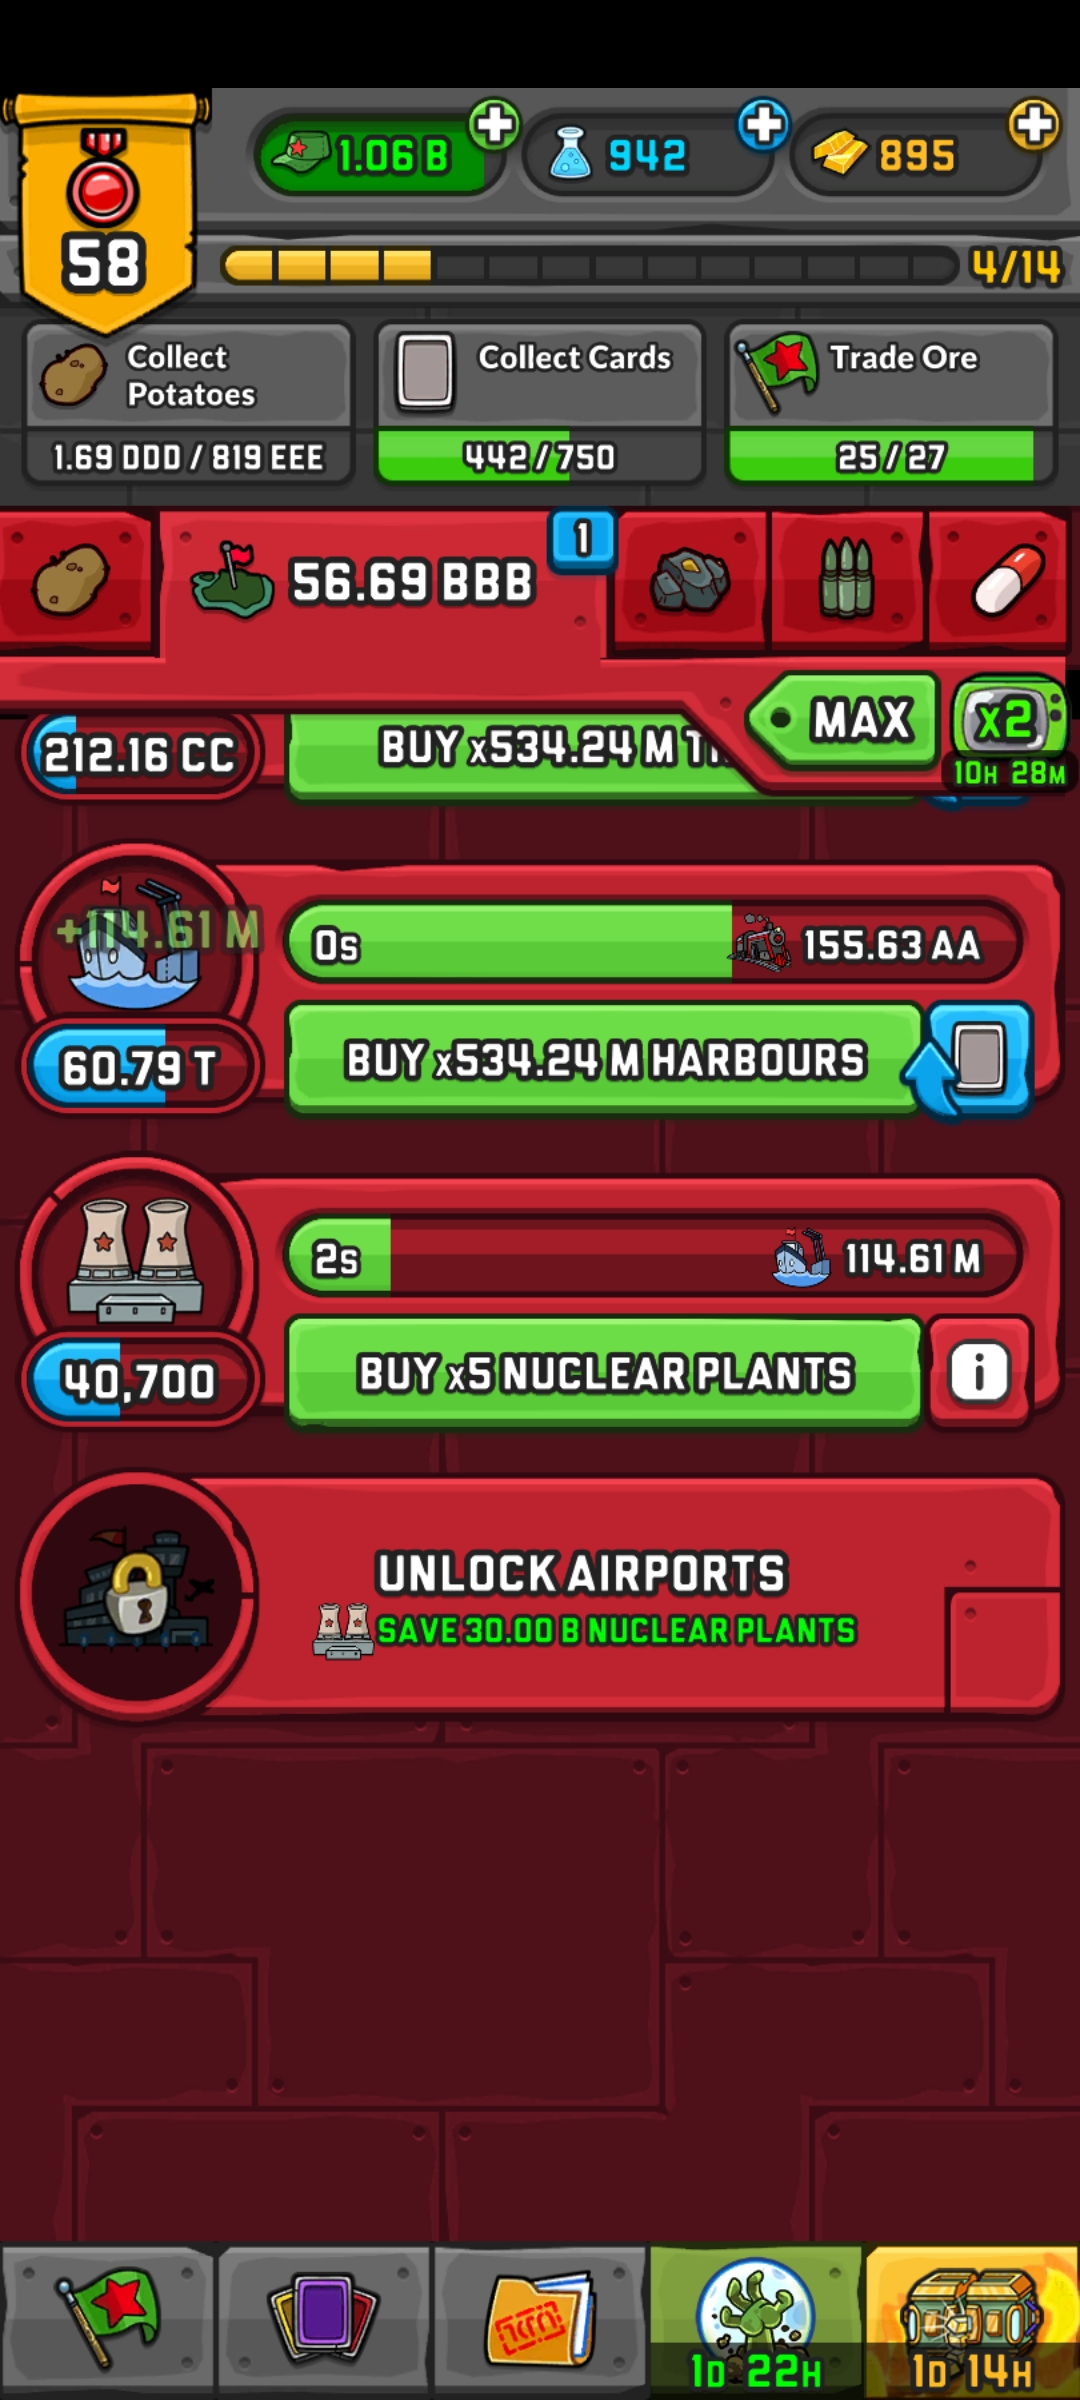 58
1.06 B
942
895
4/14
Collect
Potatoes
1.69 DDD / 819 EEE
Collect Cards
442/750
Trade Ore
25/27
56.69 BBB
1
MAX
x2
10H 28M
212.16 CC
BUY x534.24 M
+114.61 M
0s
155.63 AA
60.79 T
BUY x534.24 M HARBOURS
2s
114.61 M
40,700
BUY x5 NUCLEAR PLANTS
i
UNLOCK AIRPORTS
SAVE 30.00 B NUCLEAR PLANTS
1D 22H
1D 14H